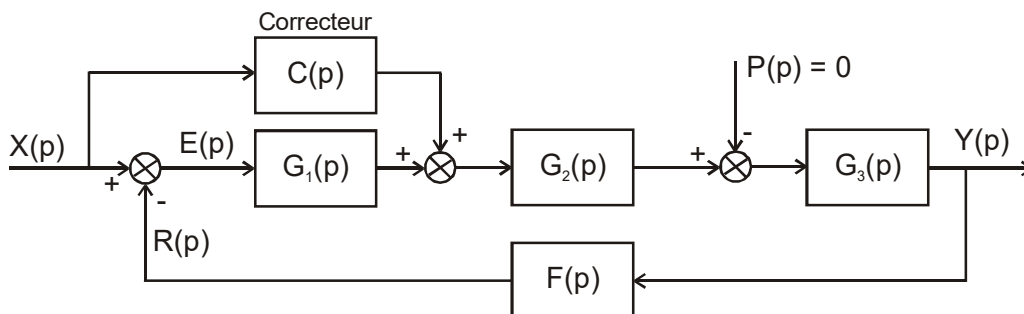 Correcteur
C(p)
P(p) = 0
X(p)
+
-
E(p)
G₁(p)
+
+
G₂(p)
+
-
G₃(p)
Y(p)
R(p)
F(p)